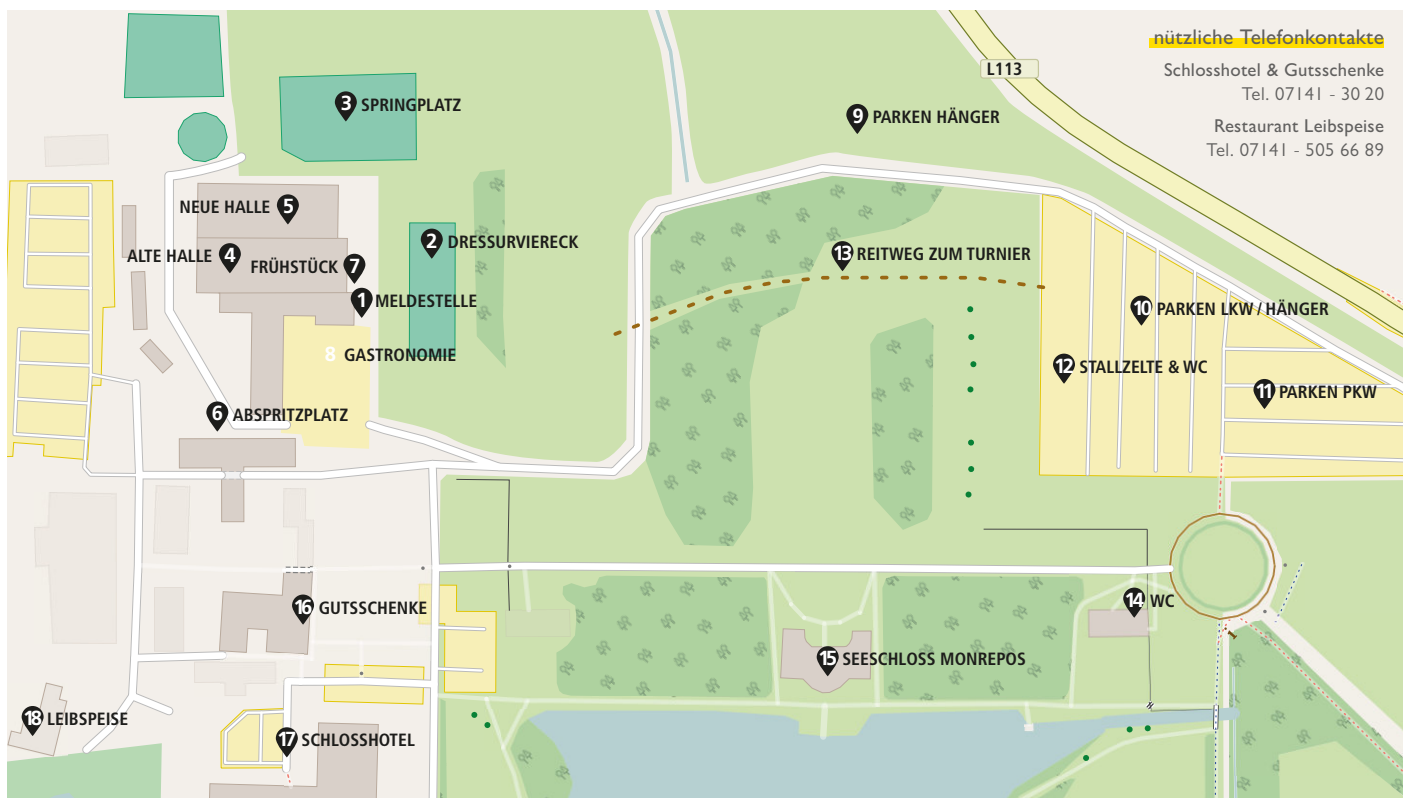 nützliche Telefonkontakte
Schlosshotel & Gutsschenke
Tel. 07141 - 30 20
Restaurant Leibspeise
Tel. 07141 - 505 66 89
L113
3 SPRINGPLATZ
9 PARKEN HÄNGER
NEUE HALLE 5
2 DRESSURVIERECK
ALTE HALLE 4
FRÜHSTÜCK 7
13 REITWEG ZUM TURNIER
1 MELDESTELLE
10 PARKEN LKW / HÄNGER
8 GASTRONOMIE
12 STALLZELTE & WC
11 PARKEN PKW
6 ABSPRITZPLATZ
14 WC
16 GUTSSCHENKE
15 SEESCHLOSS MONREPOS
18 LEIBSPEISE
17 SCHLOSSHOTEL